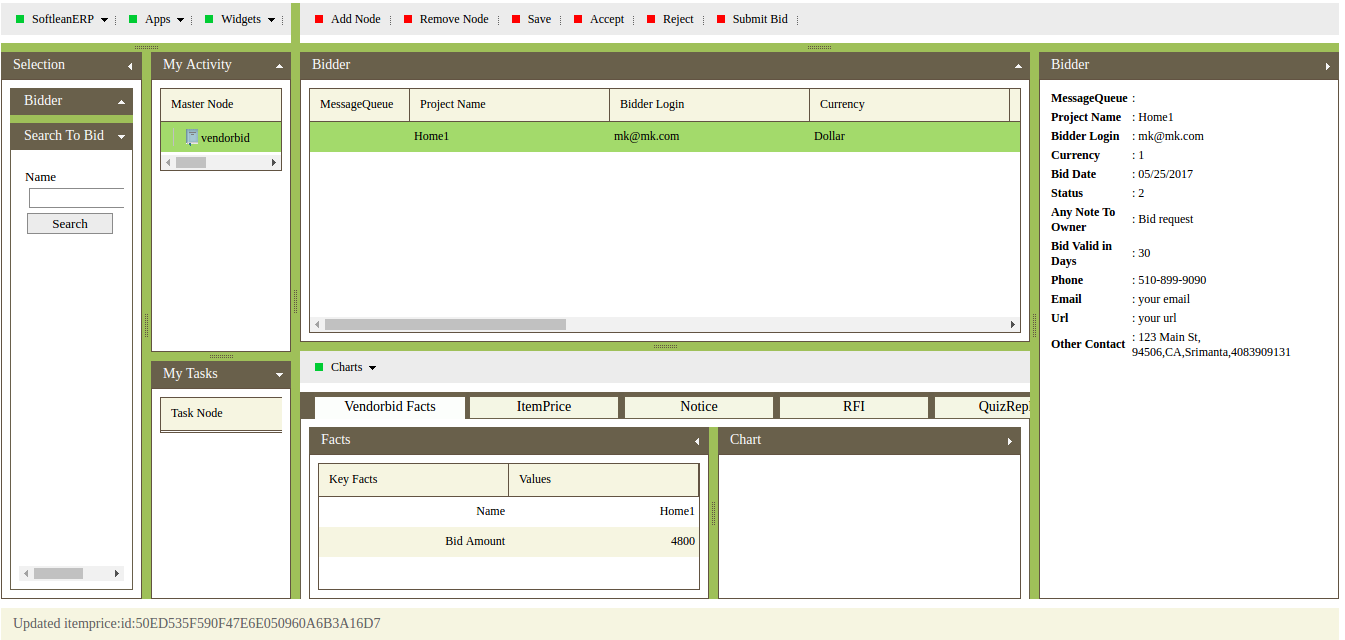 SoftleanERP Apps Widgets Add Node Remove Node Save Accept Reject Submit Bid
Selection
Bidder
Search To Bid
Name
Search
My Activity
Master Node
vendorbid
My Tasks
Task Node
Bidder
MessageQueue Project Name Bidder Login Currency
Home1 mk@mk.com Dollar
Charts
Vendorbid Facts ItemPrice Notice RFI QuizRep
Facts
Key Facts Values
Name Home1
Bid Amount 4800
Chart
Bidder
MessageQueue :
Project Name : Home1
Bidder Login : mk@mk.com
Currency : 1
Bid Date : 05/25/2017
Status : 2
Any Note To
Owner : Bid request
Bid Valid in
Days : 30
Phone : 510-899-9090
Email : your email
Url : your url
Other Contact : 123 Main St,
94506,CA,Srimanta,4083909131
Updated itemprice:id:50ED535F590F47E6E050960A6B3A16D7